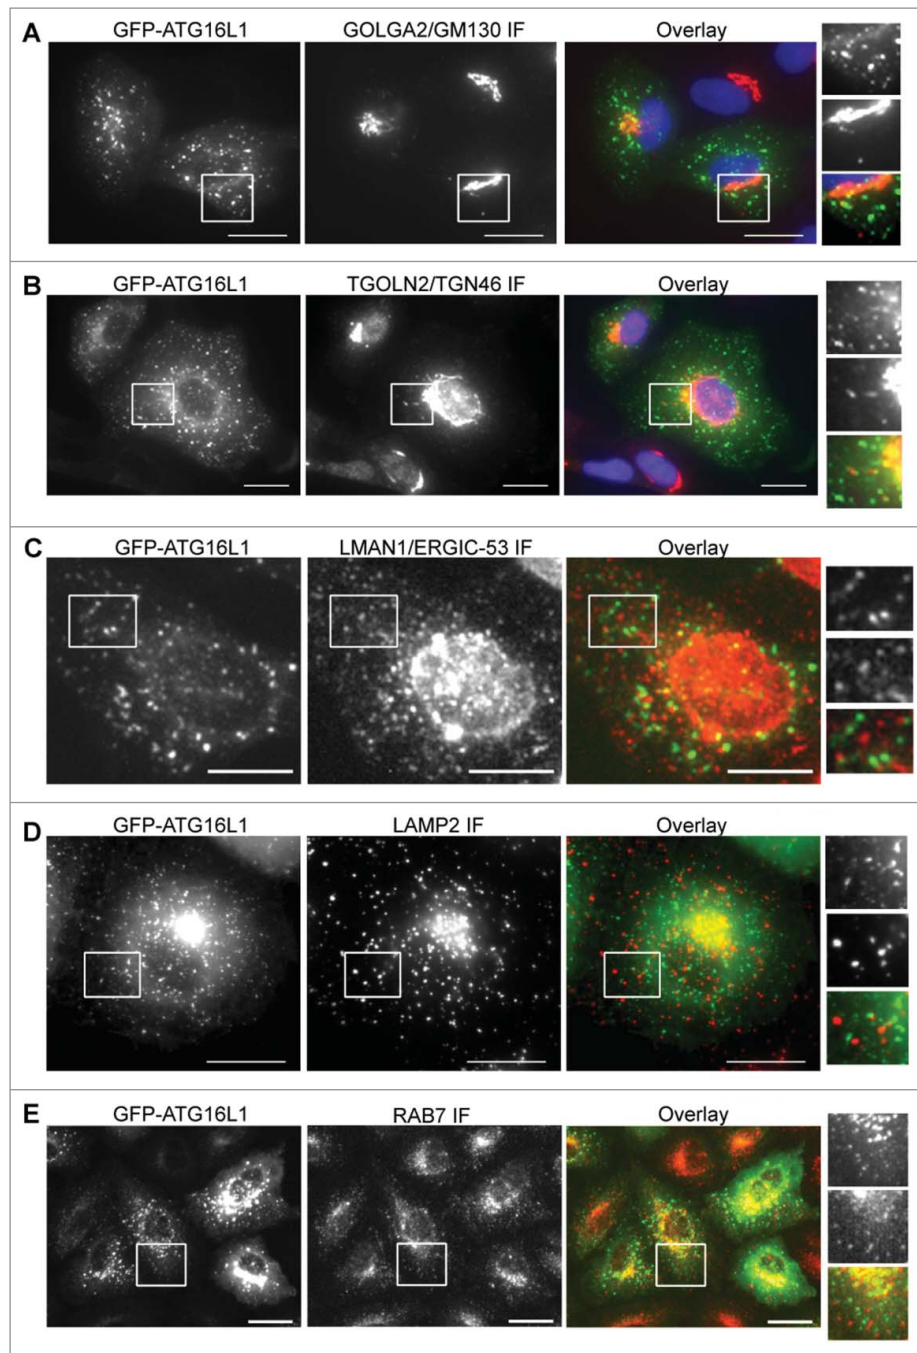 A GFP-ATG16L1 GOLGA2/GM130 IF Overlay
B GFP-ATG16L1 TGOLN2/TGN46 IF Overlay
C GFP-ATG16L1 LMAN1/ERGIC-53 IF Overlay
D GFP-ATG16L1 LAMP2 IF Overlay
E GFP-ATG16L1 RAB7 IF Overlay